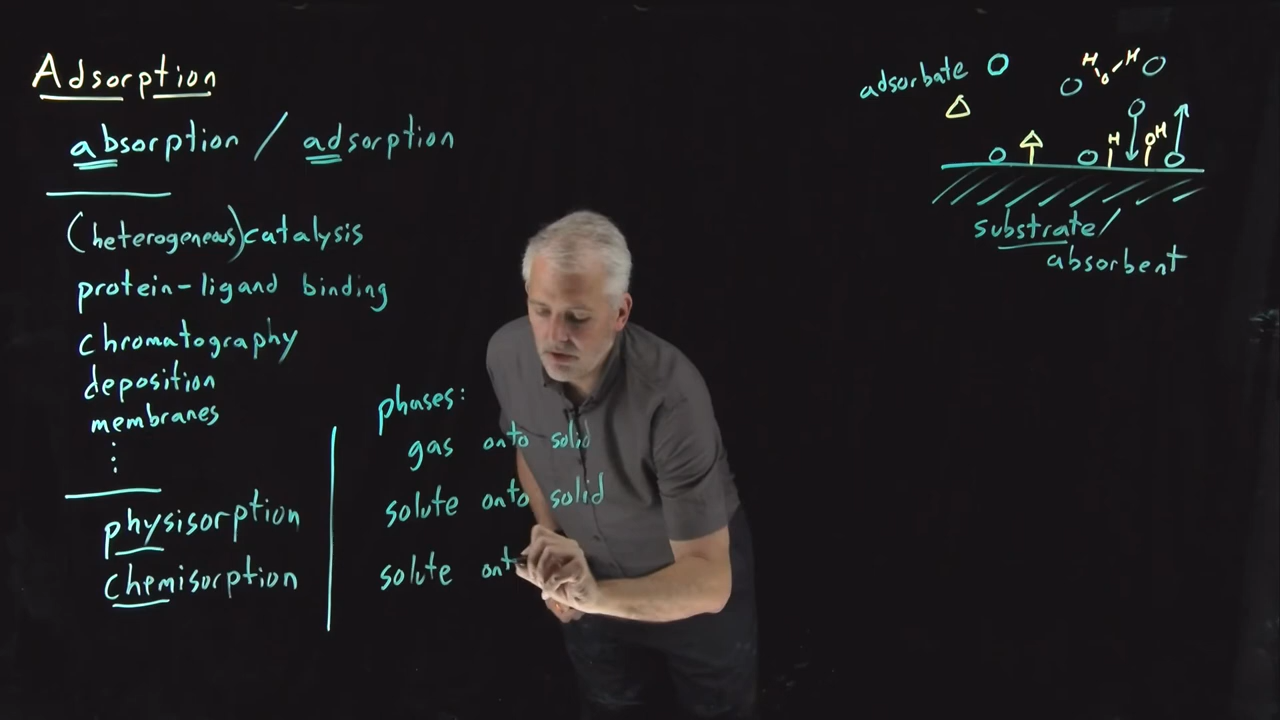 Adsorption
absorption / adsorption
(heterogeneous) catalysis
protein-ligand binding
chromatography
deposition
membranes
⋮
physisorption
chemisorption
phases:
gas onto solid
solute onto solid
solute ont
adsorbate
H H
o
H OH
substrate/
absorbent